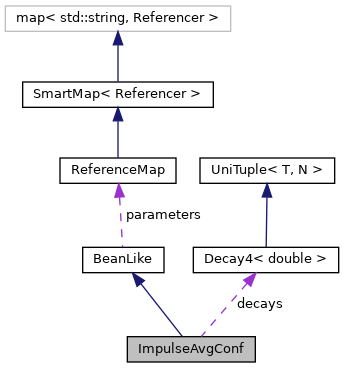 map< std::string, Referencer >
SmartMap< Referencer >
ReferenceMap
UniTuple< T, N >
parameters
BeanLike
Decay4< double >
decays
ImpulseAvgConf